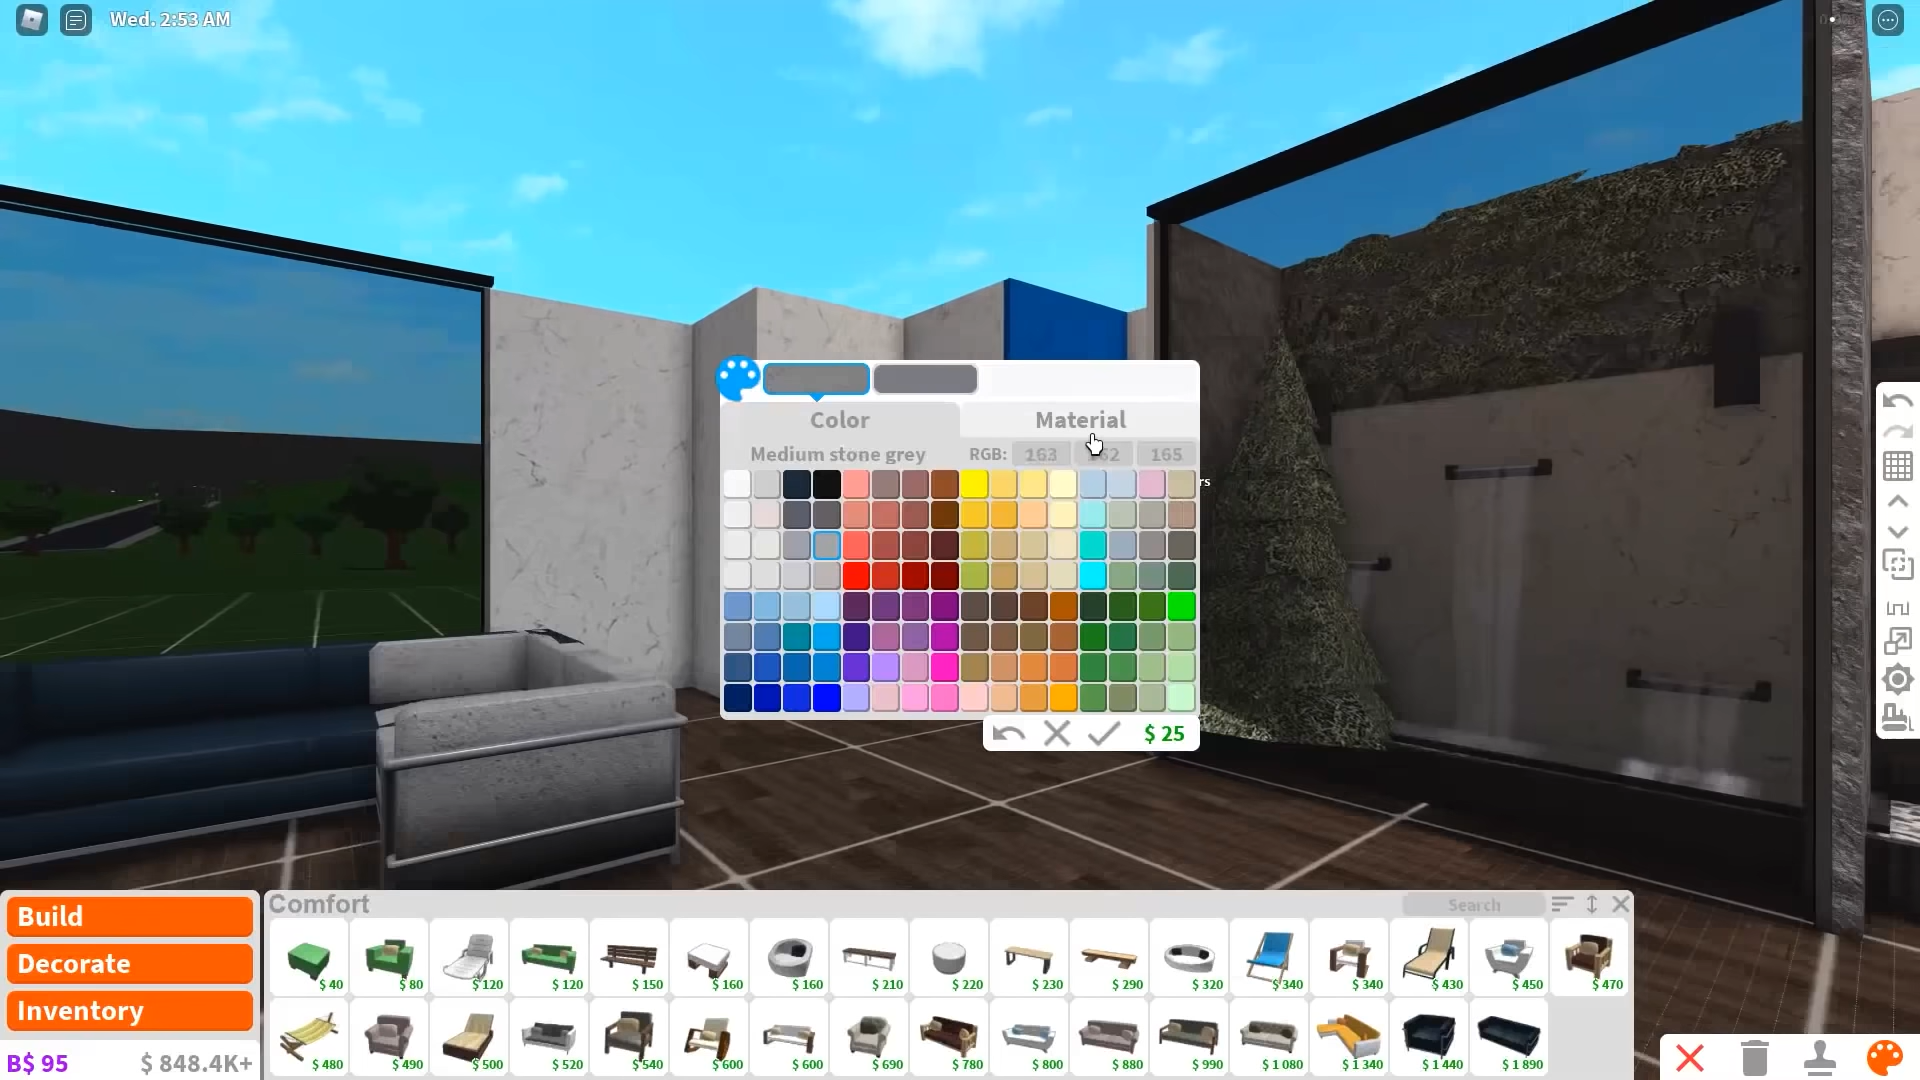 Wed. 2:53 AM
Color
Material
Medium stone grey
RGB: 163 162 165
rs
$ 25
Build
Decorate
Inventory
B$ 95
$ 848.4K+
Comfort
Search
$ 40 $ 80 $ 120 $ 120 $ 150 $ 160 $ 160 $ 210 $ 220 $ 230 $ 290 $ 320 $ 340 $ 340 $ 430 $ 450 $ 470
$ 480 $ 490 $ 500 $ 520 $ 540 $ 600 $ 600 $ 690 $ 780 $ 800 $ 880 $ 990 $ 1 080 $ 1 340 $ 1 440 $ 1 890